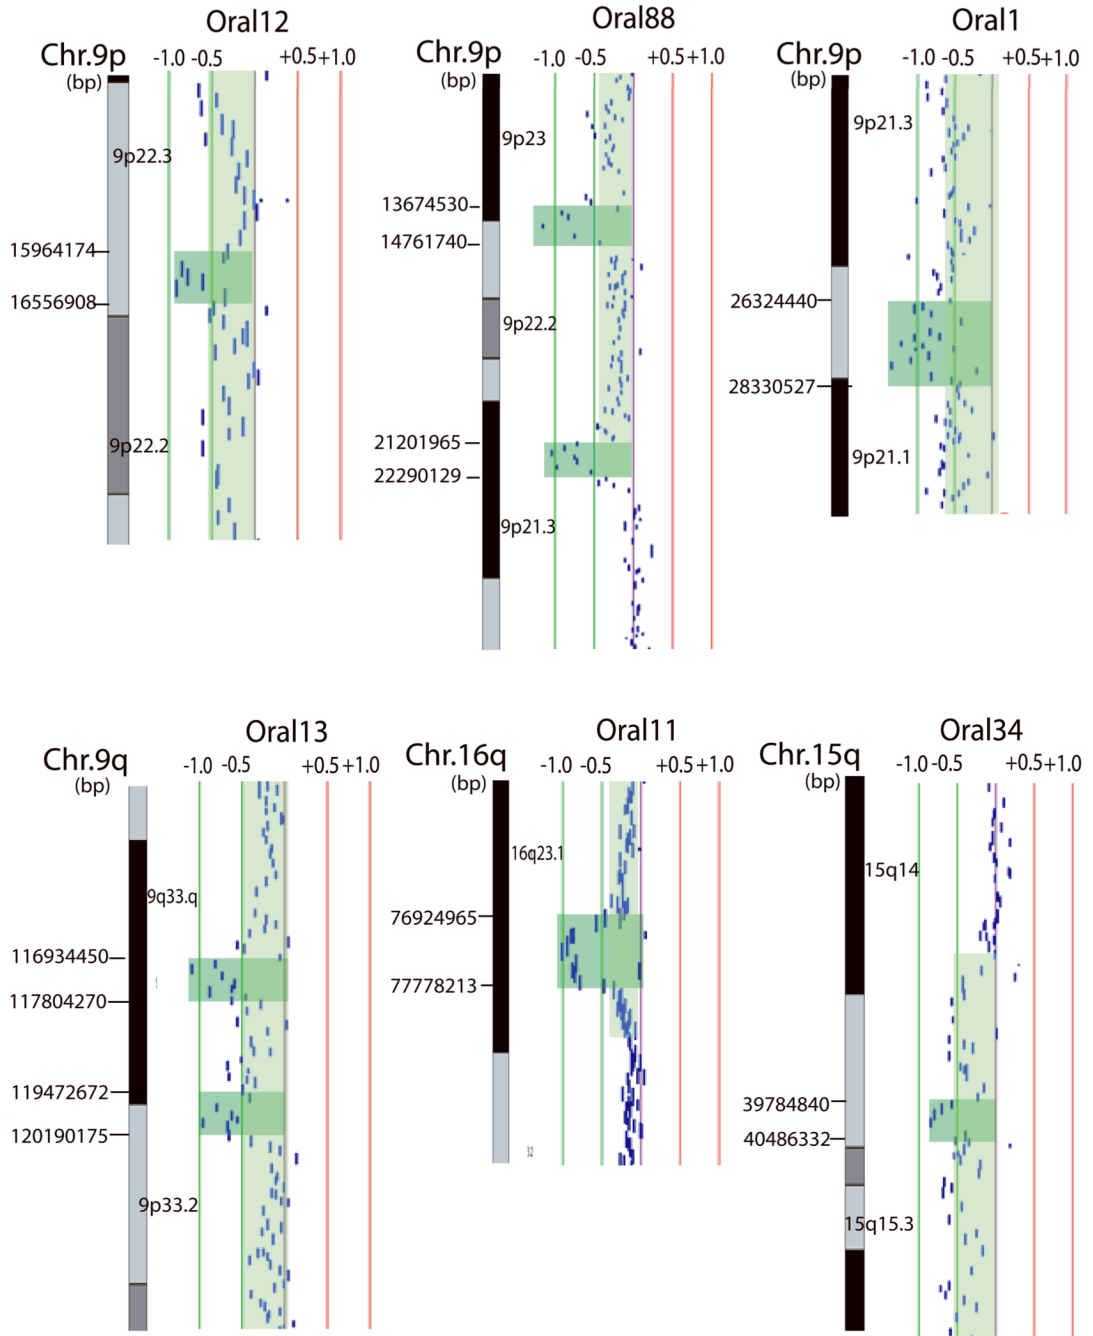 Oral12
Chr.9p
(bp)
-1.0 -0.5 +0.5 +1.0
9p22.3
15964174
16556908
9p22.2
Oral88
Chr.9p
(bp)
-1.0 -0.5 +0.5 +1.0
9p23
13674530
14761740
9p22.2
21201965
22290129
9p21.3
Oral1
Chr.9p
(bp)
-1.0 -0.5 +0.5 +1.0
9p21.3
26324440
28330527
9p21.1
Oral13
Chr.9q
(bp)
-1.0 -0.5 +0.5 +1.0
9q33.q
116934450
117804270
119472672
120190175
9p33.2
Oral11
Chr.16q
(bp)
-1.0 -0.5 +0.5 +1.0
16q23.1
76924965
77778213
Oral34
Chr.15q
(bp)
-1.0 -0.5 +0.5 +1.0
15q14
39784840
40486332
15q15.3